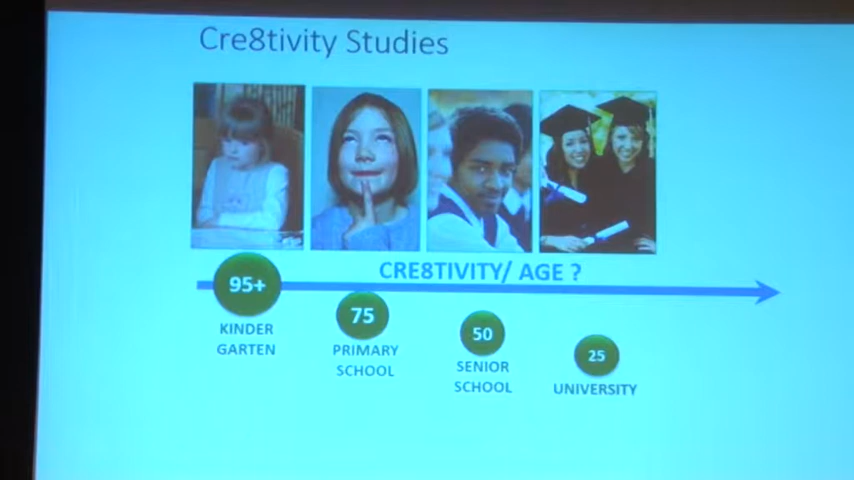 Cre8tivity Studies
CRE8TIVITY/ AGE ?
95+
KINDER
GARTEN
75
PRIMARY
SCHOOL
50
SENIOR
SCHOOL
25
UNIVERSITY